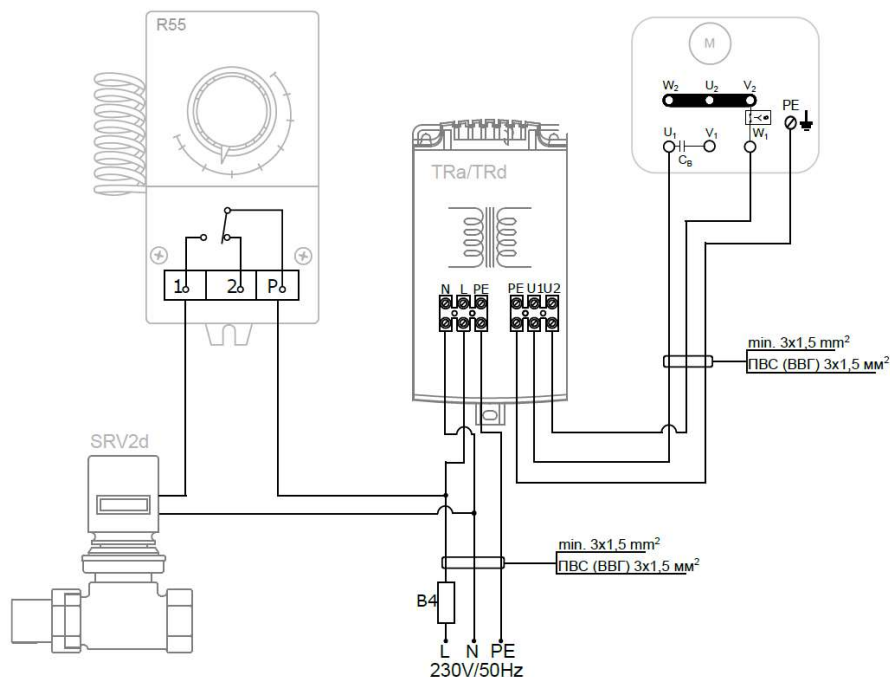 R55
M
W2 U2 V2
PE
U1 V1 W1
CB
TRa/TRd
1 2 P
N L PE PE U1 U2
min. 3x1,5 mm²
ПВС (ВВГ) 3x1,5 мм²
SRV2d
min. 3x1,5 mm²
ПВС (ВВГ) 3x1,5 мм²
B4
L N PE
230V/50Hz